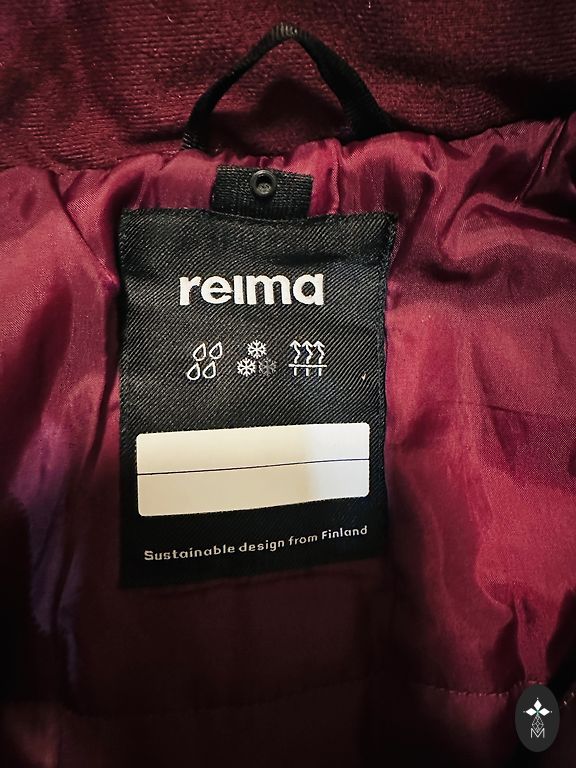 reima
Sustainable design from Finland
M